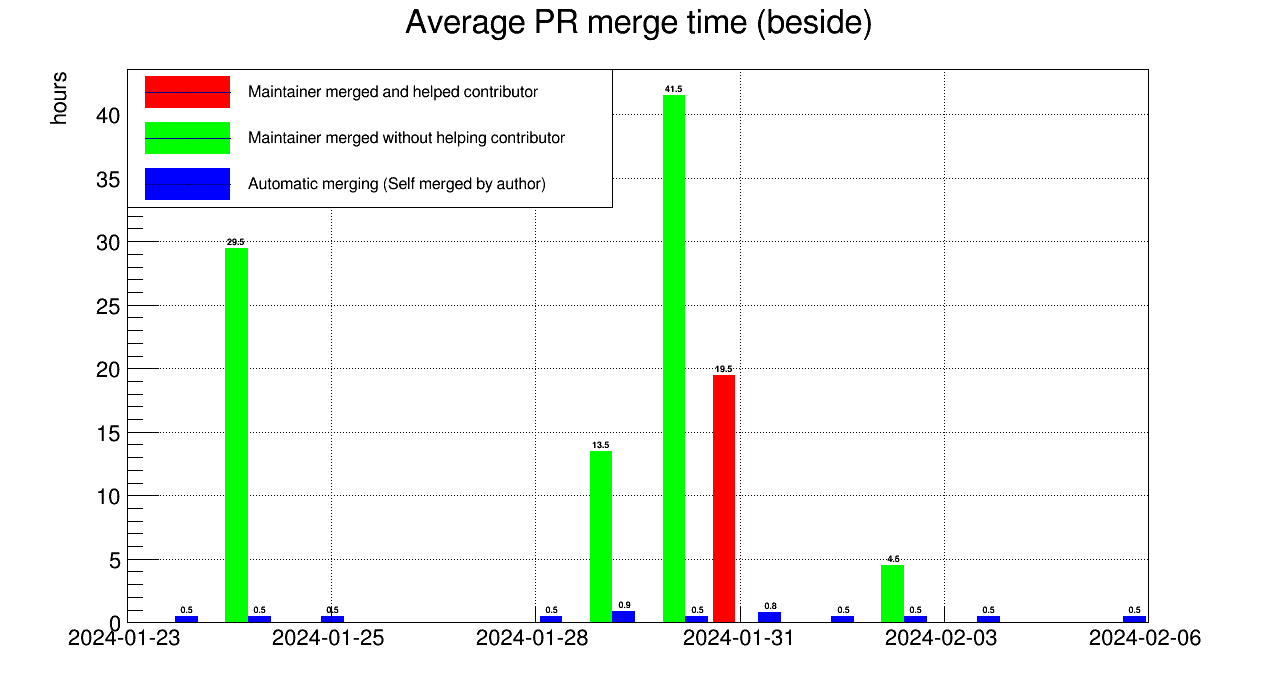 Average PR merge time (beside)
hours
Maintainer merged and helped contributor
Maintainer merged without helping contributor
Automatic merging (Self merged by author)
40
35
30
25
20
15
10
5
0
41.5
29.5
19.5
13.5
4.5
0.5 0.5 0.5 0.5 0.9 0.5 0.8 0.5 0.5 0.5 0.5
2024-01-23 2024-01-25 2024-01-28 2024-01-31 2024-02-03 2024-02-06